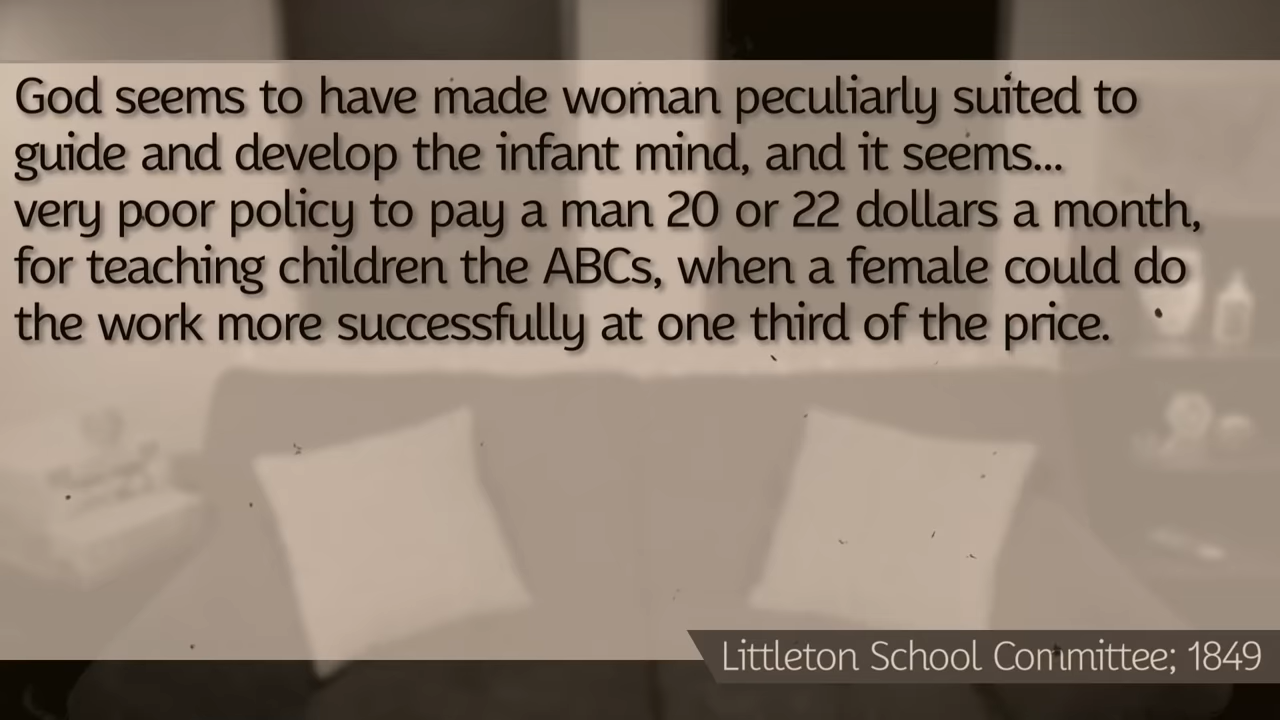 God seems to have made woman peculiarly suited to
guide and develop the infant mind, and it seems...
very poor policy to pay a man 20 or 22 dollars a month,
for teaching children the ABCs, when a female could do
the work more successfully at one third of the price.
Littleton School Committee; 1849